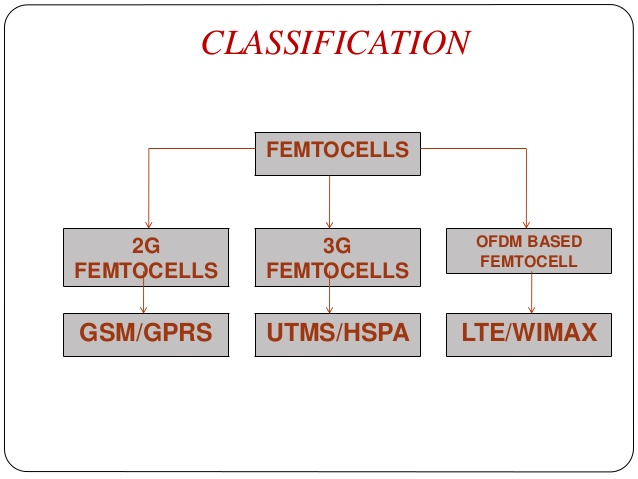 CLASSIFICATION
FEMTOCELLS
2G
FEMTOCELLS
3G
FEMTOCELLS
OFDM BASED
FEMTOCELL
GSM/GPRS
UTMS/HSPA
LTE/WIMAX